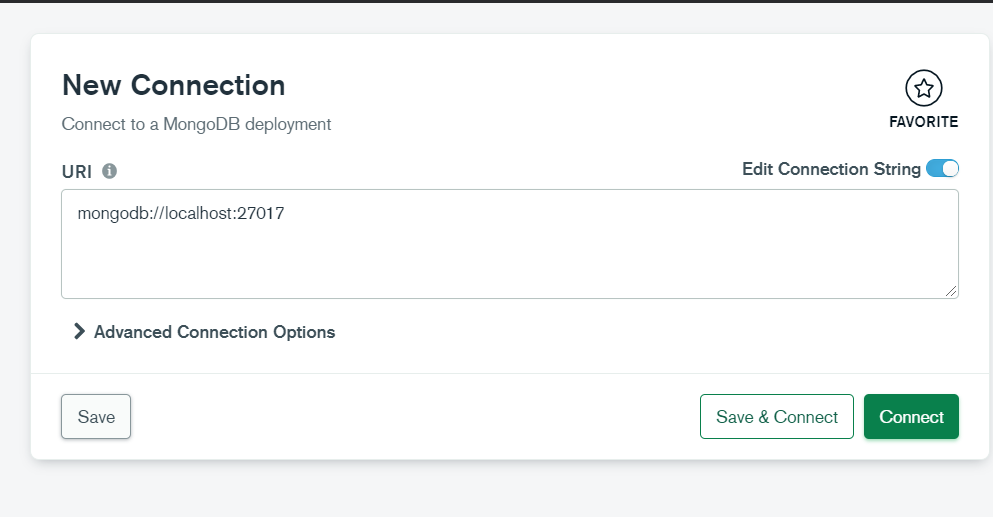 New Connection
FAVORITE
Connect to a MongoDB deployment
URI
Edit Connection String
mongodb://localhost:27017
Advanced Connection Options
Save
Save & Connect
Connect